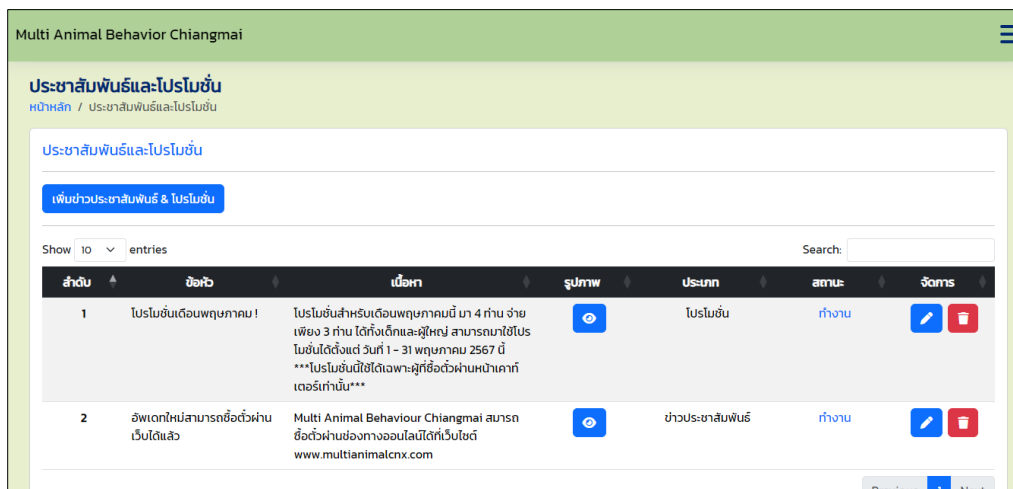 Multi Animal Behavior Chiangmai
ประชาสัมพันธ์และโปรโมชั่น
หน้าหลัก / ประชาสัมพันธ์และโปรโมชั่น
ประชาสัมพันธ์และโปรโมชั่น
เพิ่มข่าวประชาสัมพันธ์ & โปรโมชั่น
Show 10 entries
Search:
ลำดับ ข้อหัว เนื้อหา รูปภาพ ประเภท สถานะ จัดการ
1 โปรโมชั่นเดือนพฤษภาคม ! โปรโมชั่นสำหรับเดือนพฤษภาคมนี้ มา 4 ท่าน จ่าย โปรโมชั่น ทำงาน
เพียง 3 ท่าน ได้ทั้งเด็กและผู้ใหญ่ สามารถมาใช้โปร
โมชั่นได้ตั้งแต่ วันที่ 1 - 31 พฤษภาคม 2567 นี้
***โปรโมชั่นนี้ใช้ได้เฉพาะผู้ที่ซื้อตั๋วผ่านหน้าเคาท์
เตอร์เท่านั้น***
2 อัพเดทใหม่สามารถซื้อตั๋วผ่าน Multi Animal Behaviour Chiangmai สมารถ ข่าวประชาสัมพันธ์ ทำงาน
เว็บได้แล้ว ซื้อตั๋วผ่านช่องทางออนไลน์ได้ที่เว็บไซต์
www.multianimalcnx.com
Previous 1 Next